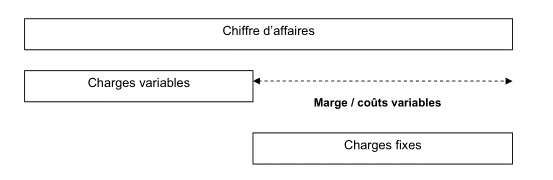 Chiffre d’affaires
Charges variables
Marge / coûts variables
Charges fixes